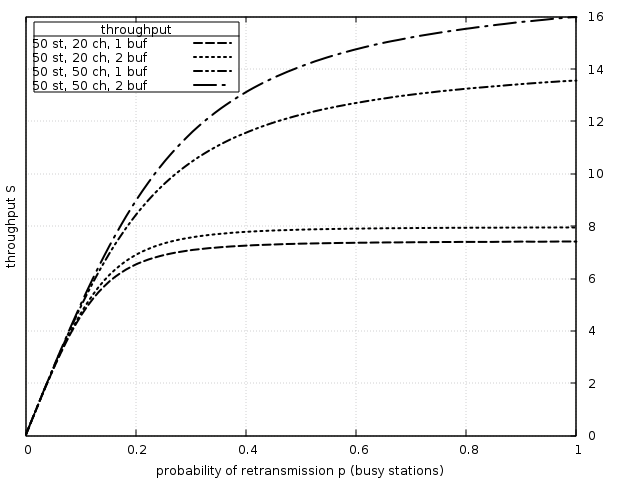 throughput
50 st, 20 ch, 1 buf
50 st, 20 ch, 2 buf
50 st, 50 ch, 1 buf
50 st, 50 ch, 2 buf
throughput S
16
14
12
10
8
6
4
2
0
0 0.2 0.4 0.6 0.8 1
probability of retransmission p (busy stations)